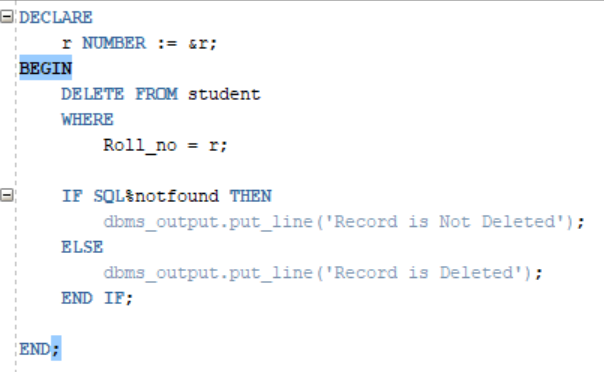 DECLARE
r NUMBER := &r;
BEGIN
DELETE FROM student
WHERE
Roll_no = r;
IF SQL%notfound THEN
dbms_output.put_line('Record is Not Deleted');
ELSE
dbms_output.put_line('Record is Deleted');
END IF;
END;